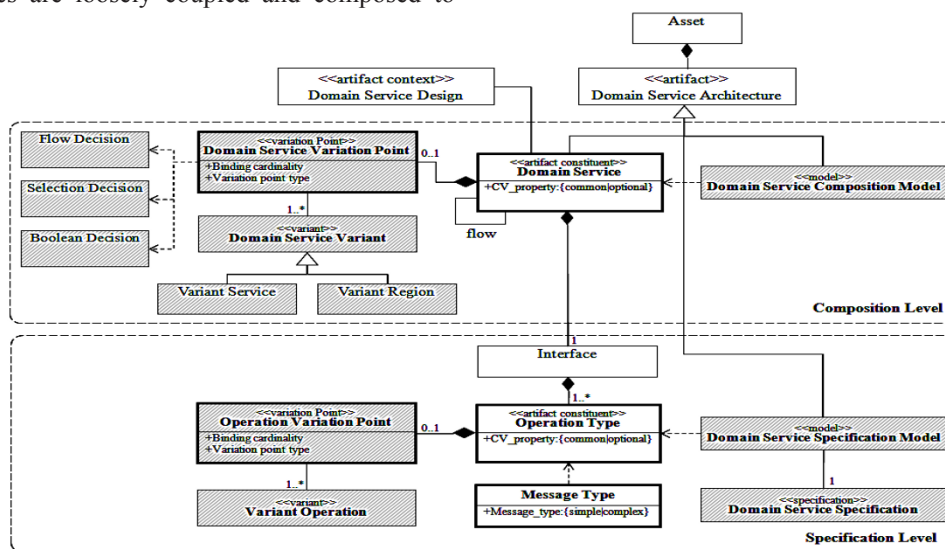 es are loosely coupled and composed to
Asset
<<artifact context>>
Domain Service Design
<<artifact>>
Domain Service Architecture
Flow Decision
Selection Decision
Boolean Decision
<<variation Point>>
Domain Service Variation Point
+Binding cardinality
+Variation point type
0..1
<<artifact constituent>>
Domain Service
+CV_property:{common|optional}
flow
<<model>>
Domain Service Composition Model
1..*
<<variant>>
Domain Service Variant
Variant Service
Variant Region
Composition Level
1
Interface
1..*
<<variation Point>>
Operation Variation Point
+Binding cardinality
+Variation point type
0..1
<<artifact constituent>>
Operation Type
+CV_property:{common|optional}
<<model>>
Domain Service Specification Model
1..*
<<variant>>
Variant Operation
Message Type
+Message_type:{simple|complex}
1
<<specification>>
Domain Service Specification
Specification Level